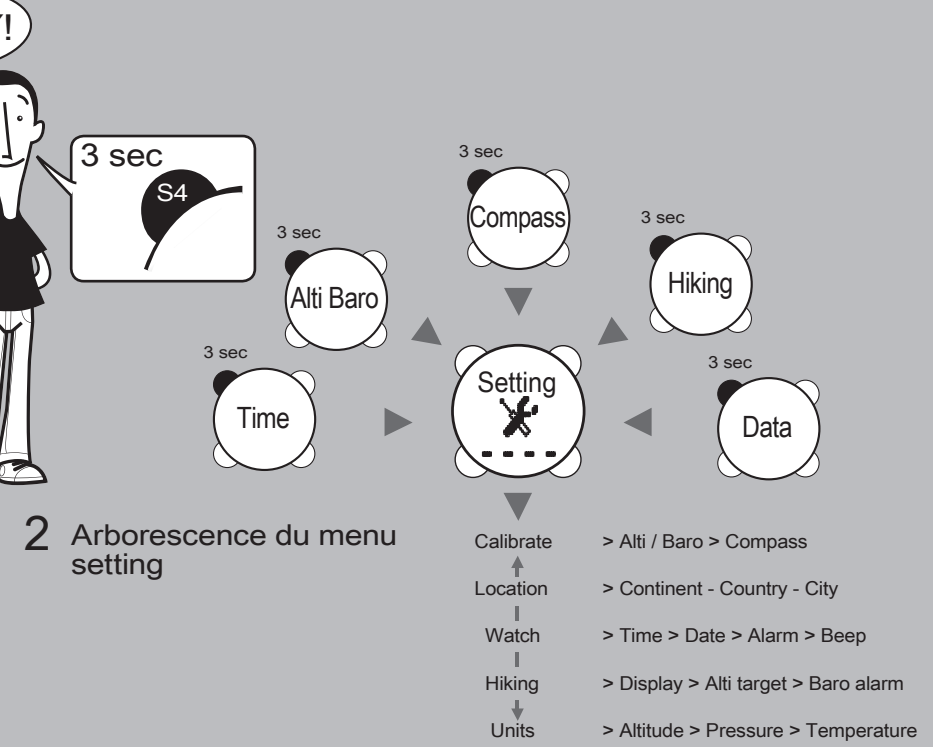 3 sec
S4
3 sec
Compass
3 sec
Hiking
3 sec
Alti Baro
3 sec
Time
Setting
3 sec
Data
2 Arborescence du menu
setting
Calibrate > Alti / Baro > Compass
Location > Continent - Country - City
Watch > Time > Date > Alarm > Beep
Hiking > Display > Alti target > Baro alarm
Units > Altitude > Pressure > Temperature